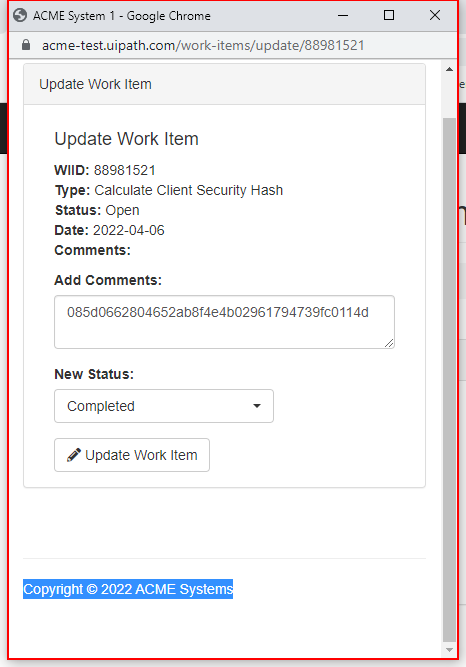 ACME System 1 - Google Chrome
acme-test.uipath.com/work-items/update/88981521
Update Work Item
Update Work Item
WIID: 88981521
Type: Calculate Client Security Hash
Status: Open
Date: 2022-04-06
Comments:
Add Comments:
085d0662804652ab8f4e4b02961794739fc0114d
New Status:
Completed
Update Work Item
Copyright © 2022 ACME Systems